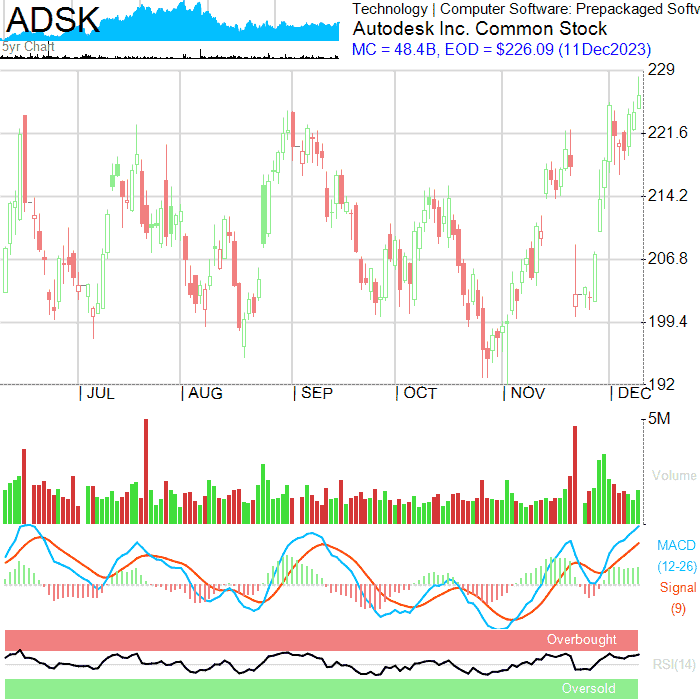 ADSK
5yr Chart
Technology | Computer Software: Prepackaged Softw
Autodesk Inc. Common Stock
MC = 48.4B, EOD = $226.09 (11Dec2023)
229
221.6
214.2
206.8
199.4
192
JUL AUG SEP OCT NOV DEC
5M
Volume
MACD
(12-26)
Signal
(9)
Overbought
RSI(14)
Oversold